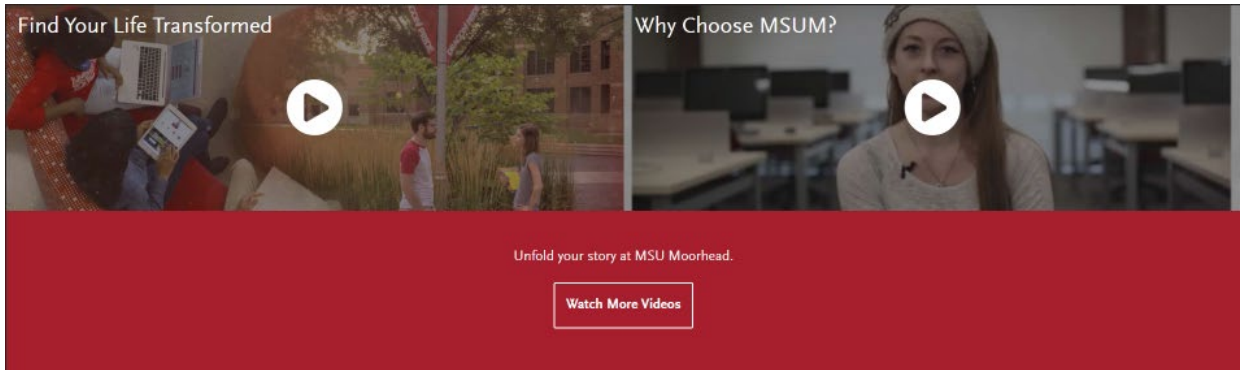 Find Your Life Transformed
Why Choose MSUM?
Unfold your story at MSU Moorhead.
Watch More Videos